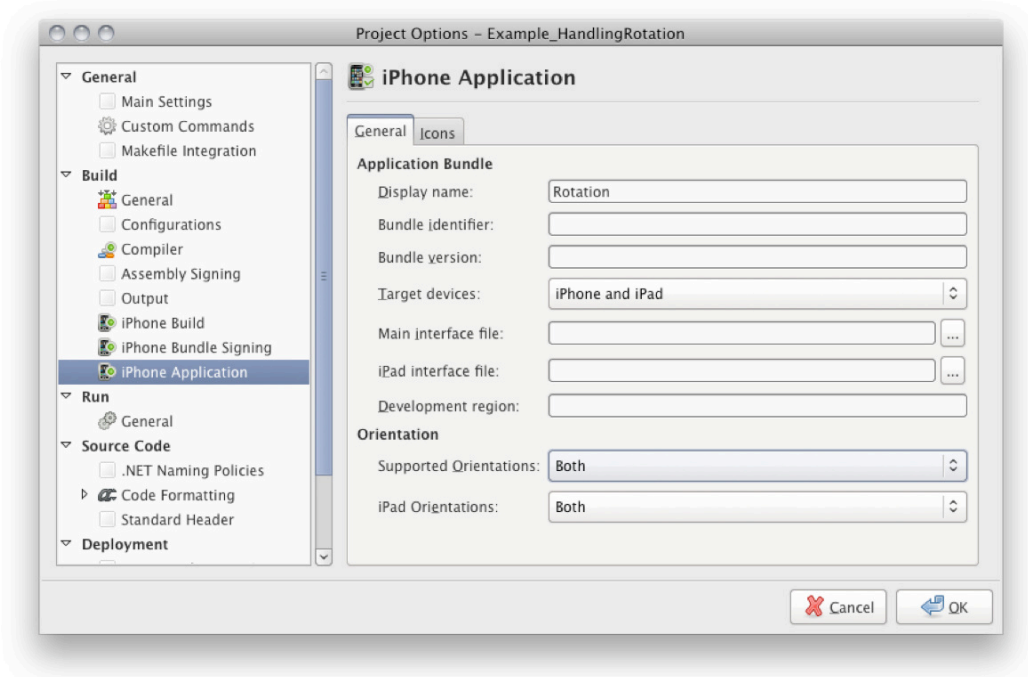 Project Options – Example_HandlingRotation
General
Main Settings
Custom Commands
Makefile Integration
Build
General
Configurations
Compiler
Assembly Signing
Output
iPhone Build
iPhone Bundle Signing
iPhone Application
Run
General
Source Code
.NET Naming Policies
Code Formatting
Standard Header
Deployment
iPhone Application
General Icons
Application Bundle
Display name: Rotation
Bundle identifier:
Bundle version:
Target devices: iPhone and iPad
Main interface file: ...
iPad interface file: ...
Development region:
Orientation
Supported Orientations: Both
iPad Orientations: Both
Cancel OK